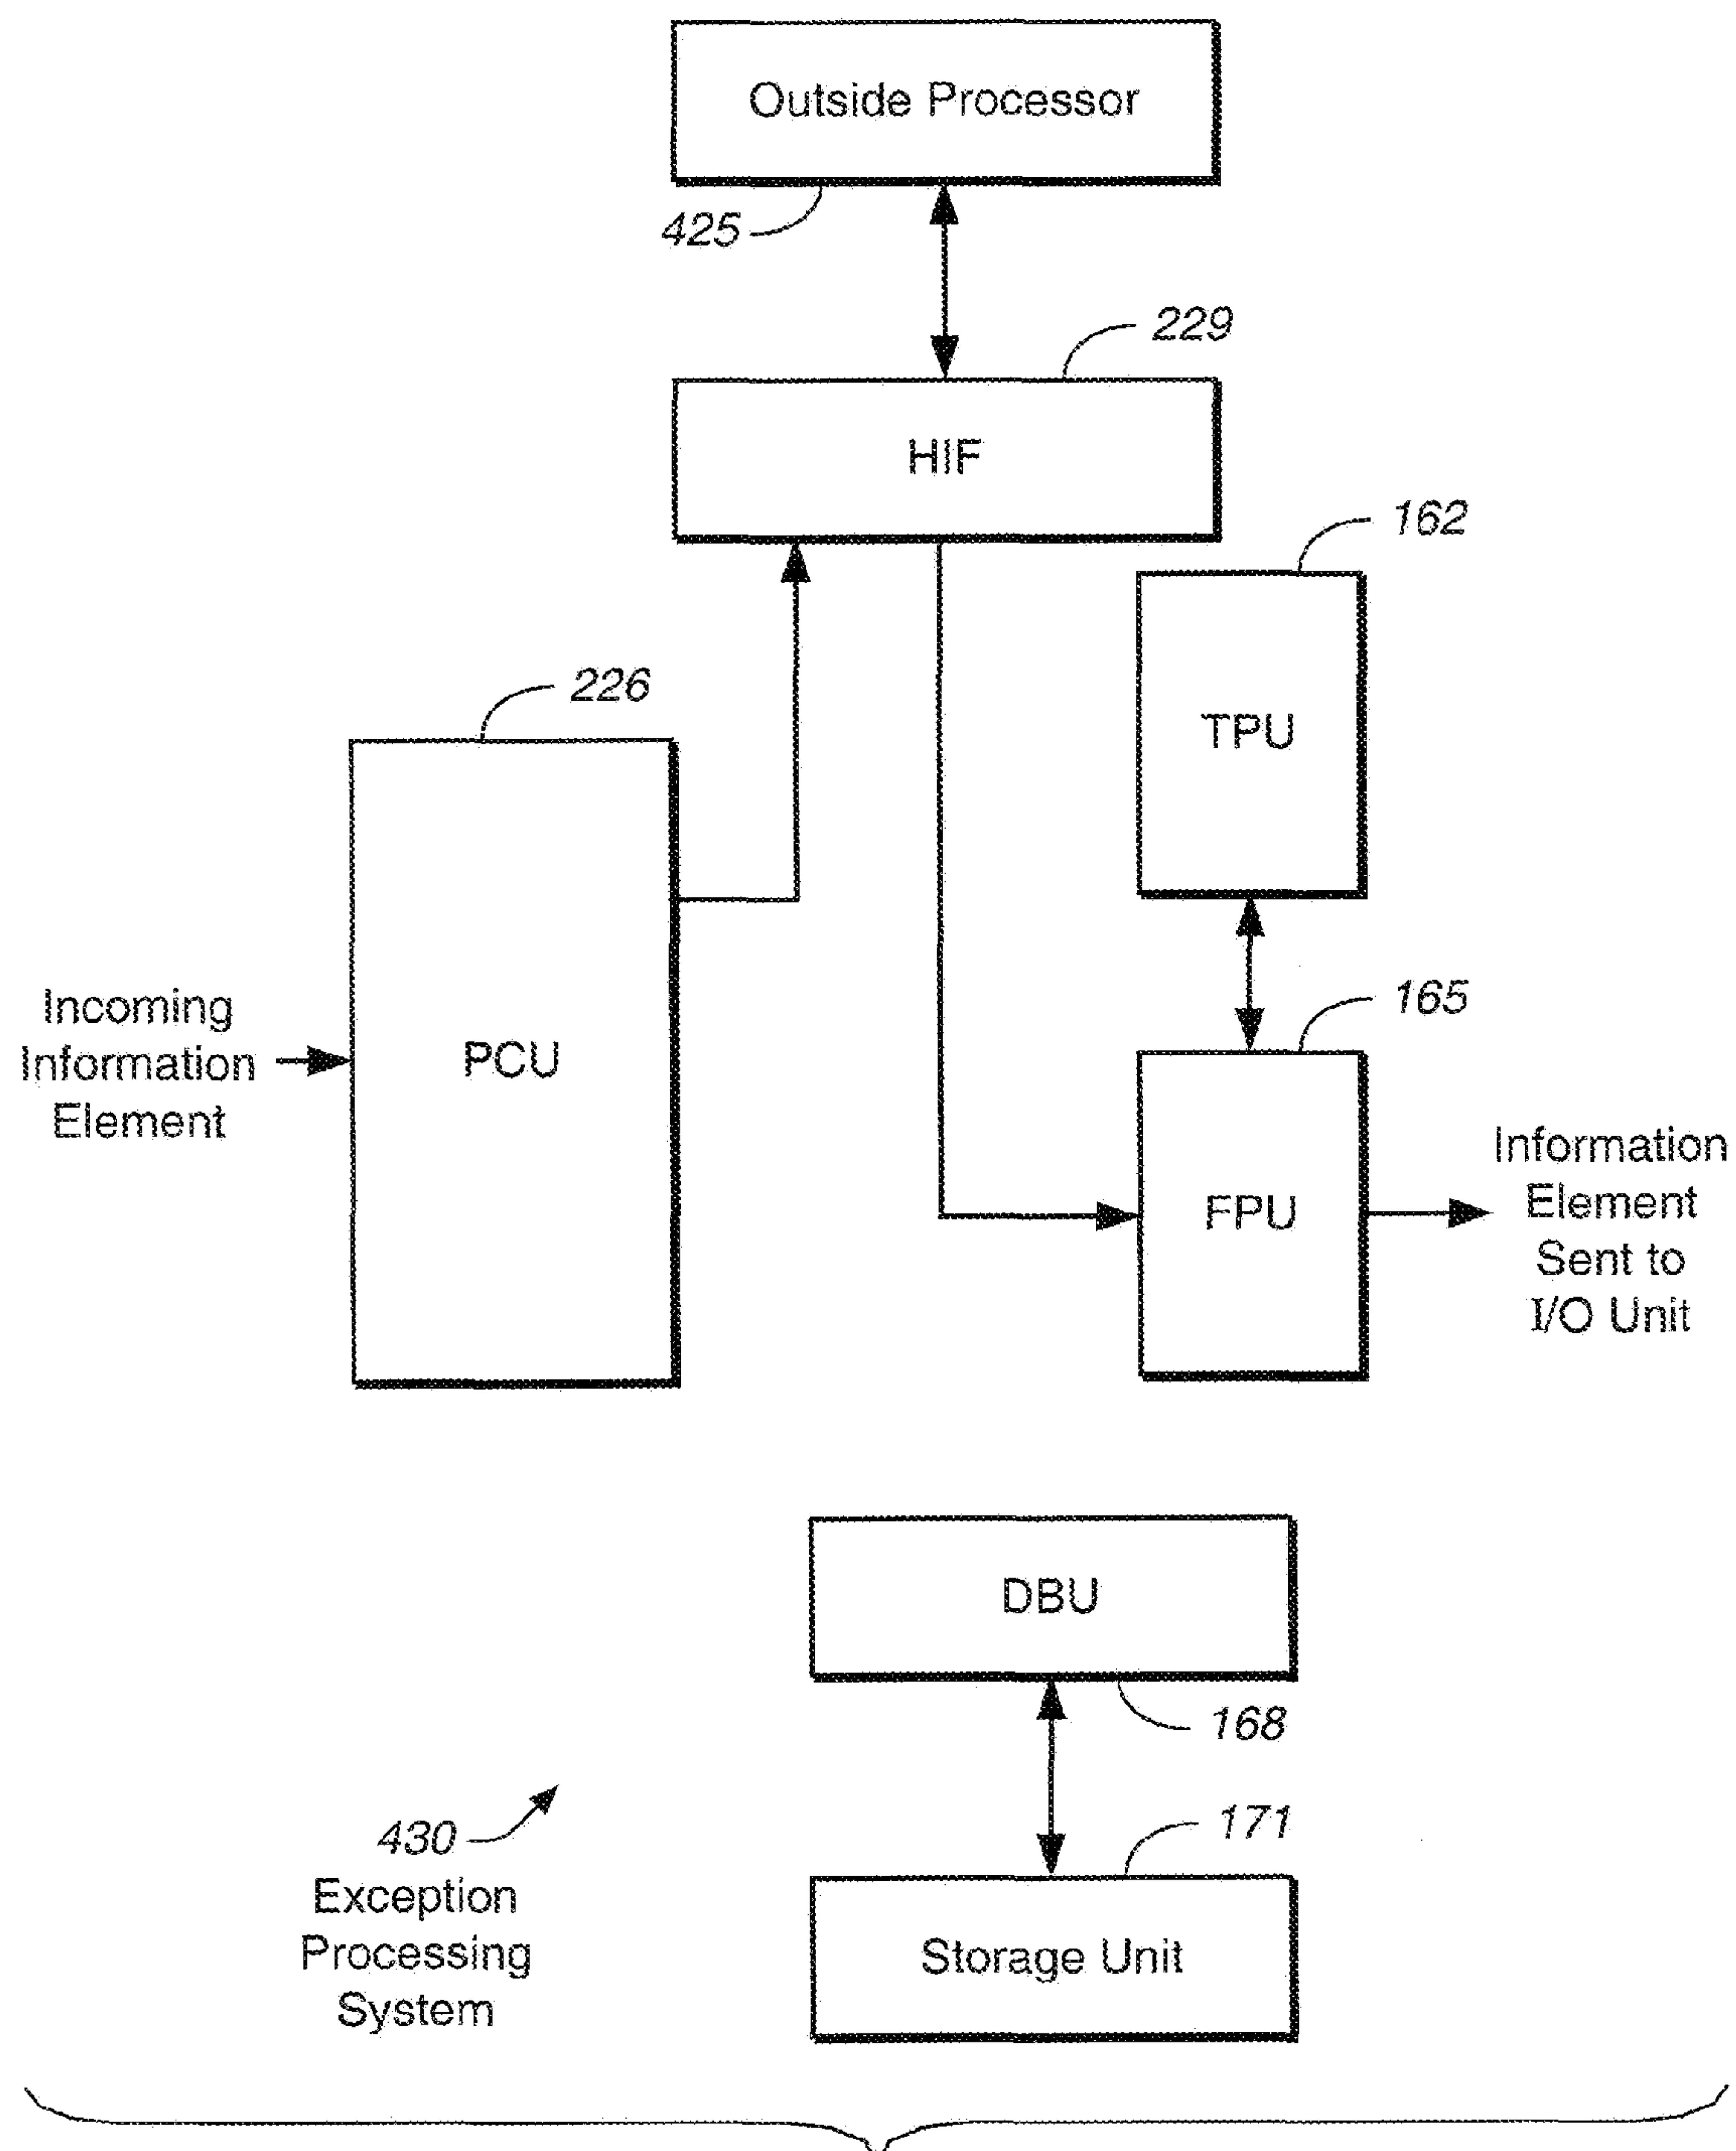 Outside Processor
425
229
HIF
162
226
TPU
165
Incoming
Information
Element
PCU
FPU
Information
Element
Sent to
I/O Unit
DBU
168
171
430
Exception
Processing
System
Storage Unit